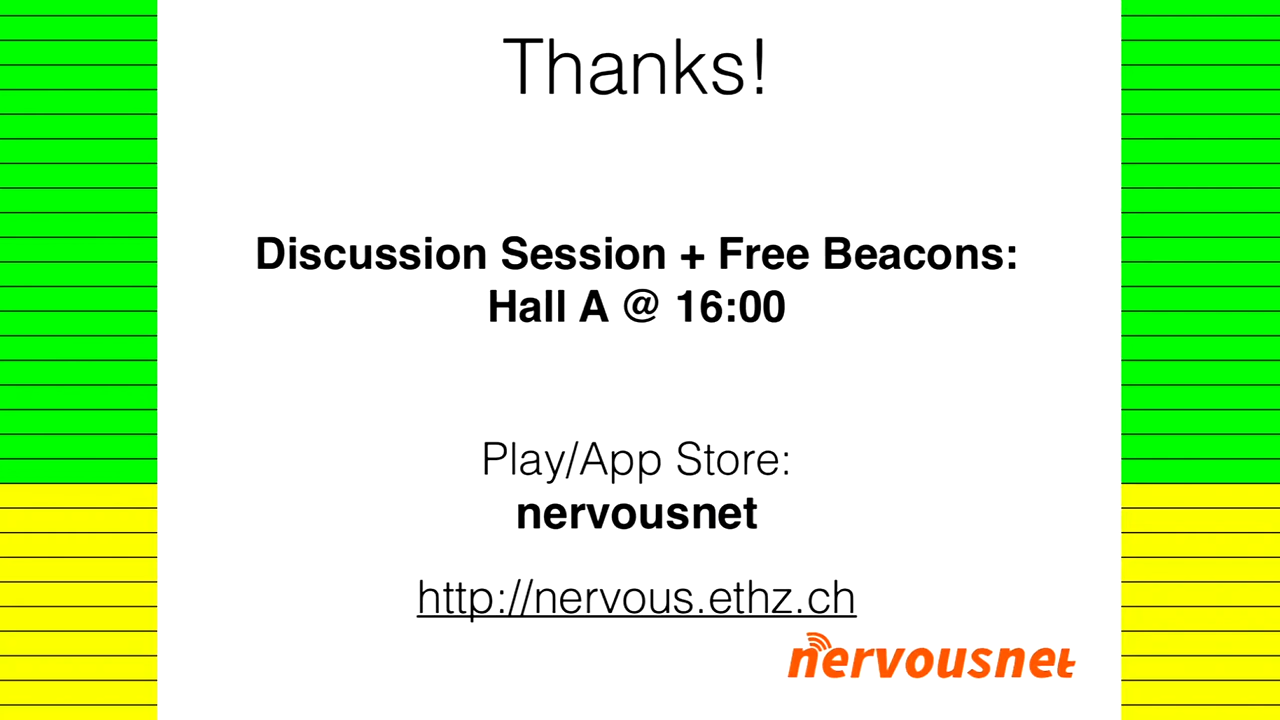 Thanks!
Discussion Session + Free Beacons:
Hall A @ 16:00
Play/App Store:
nervousnet
http://nervous.ethz.ch
nervousnet